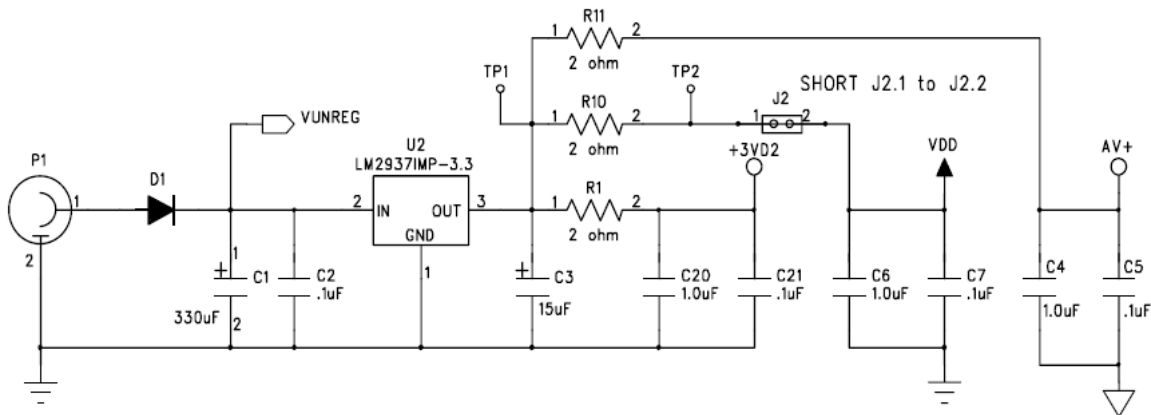 R11
1
2
2 ohm
TP1
TP2
SHORT J2.1 to J2.2
R10
1
2
2 ohm
J2
1
2
VUNREG
U2
LM2937IMP-3.3
+3VD2
VDD
AV+
P1
1
2
D1
2
IN
OUT
3
GND
1
R1
1
2
2 ohm
1
+
C1
330uF
2
C2
.1uF
+
C3
15uF
C20
1.0uF
C21
.1uF
C6
1.0uF
C7
.1uF
C4
1.0uF
C5
.1uF